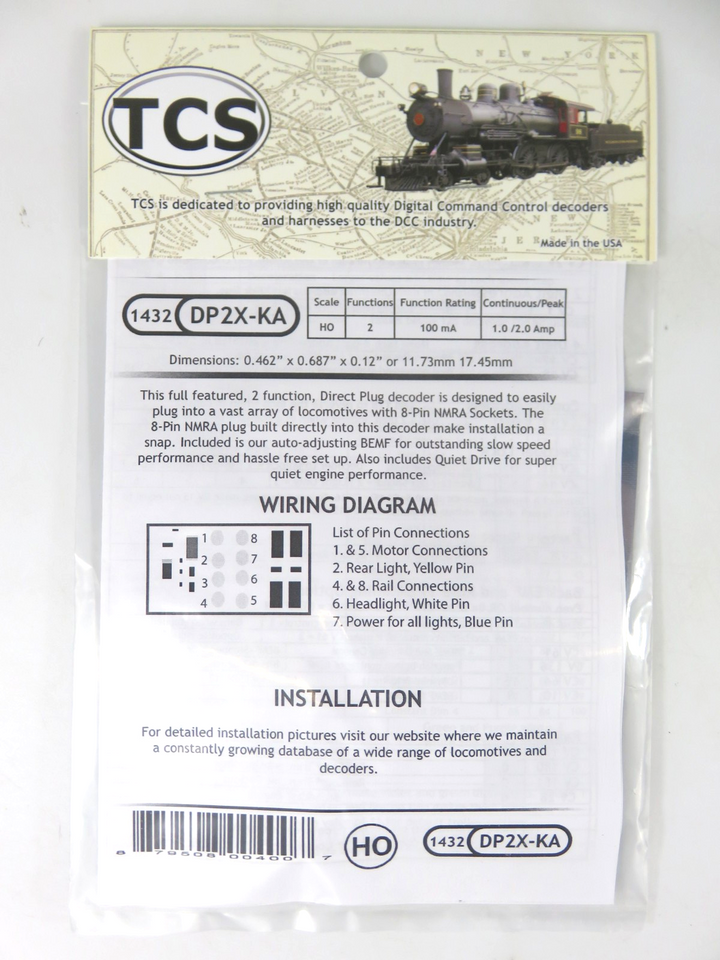 TCS
TCS is dedicated to providing high quality Digital Command Control decoders
and harnesses to the DCC industry.
Made in the USA
1432 DP2X-KA
Scale Functions Function Rating Continuous/Peak
HO 2 100 mA 1.0 /2.0 Amp
Dimensions: 0.462” x 0.687” x 0.12” or 11.73mm 17.45mm
This full featured, 2 function, Direct Plug decoder is designed to easily
plug into a vast array of locomotives with 8-Pin NMRA Sockets. The
8-Pin NMRA plug built directly into this decoder make installation a
snap. Included is our auto-adjusting BEMF for outstanding slow speed
performance and hassle free set up. Also includes Quiet Drive for super
quiet engine performance.
WIRING DIAGRAM
1 8
2 7
3 6
4 5
List of Pin Connections
1. & 5. Motor Connections
2. Rear Light, Yellow Pin
4. & 8. Rail Connections
6. Headlight, White Pin
7. Power for all lights, Blue Pin
INSTALLATION
For detailed installation pictures visit our website where we maintain
a constantly growing database of a wide range of locomotives and
decoders.
8 79508 00400 7
HO
1432 DP2X-KA